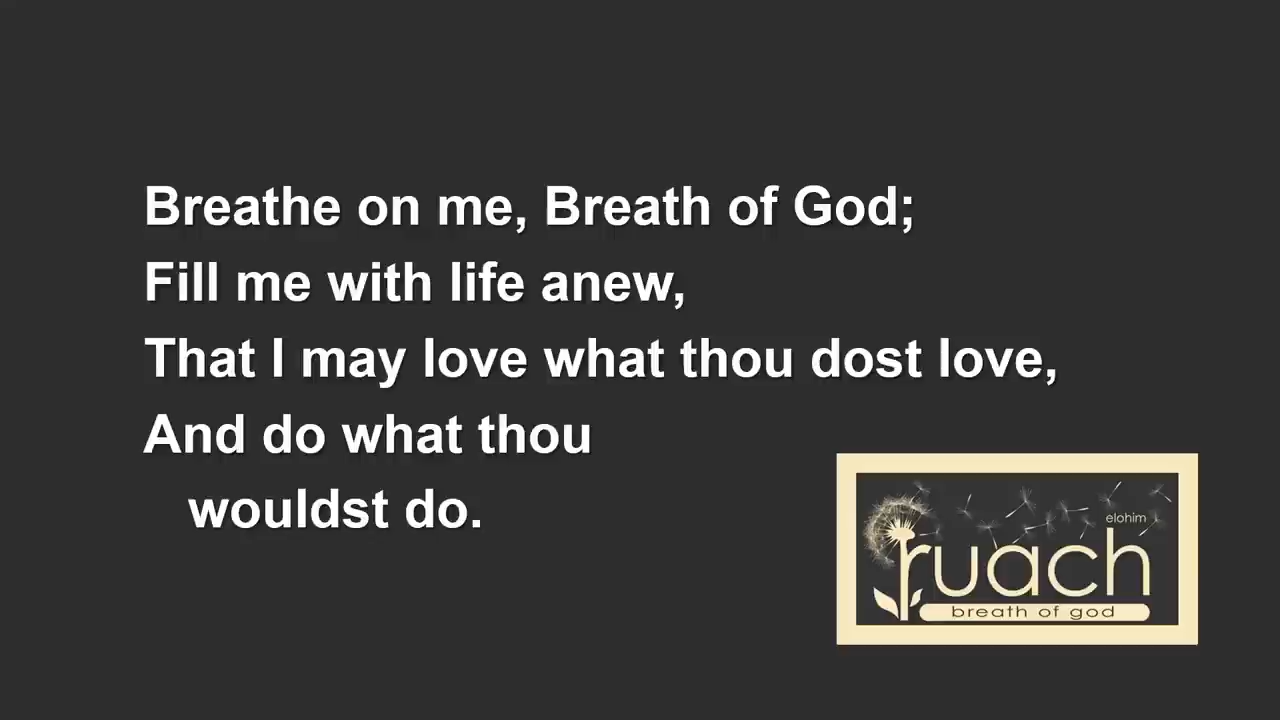 Breathe on me, Breath of God;
Fill me with life anew,
That I may love what thou dost love,
And do what thou
wouldst do.
elohim
ruach
breath of god